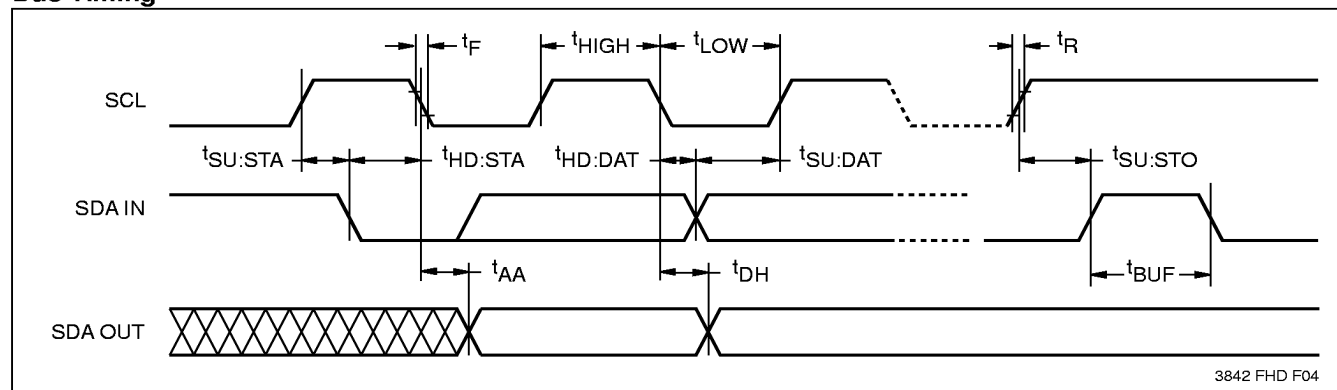 Bus Timing
tF tHIGH tLOW tR
SCL
tSU:STA tHD:STA tHD:DAT tSU:DAT tSU:STO
SDA IN
tAA tDH tBUF
SDA OUT
3842 FHD F04